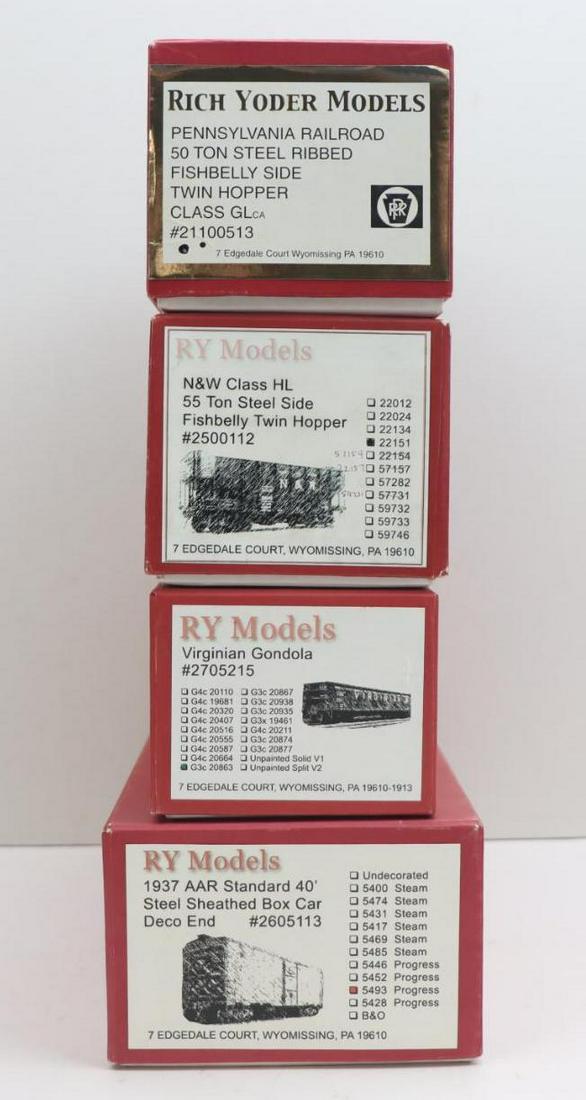 RICH YODER MODELS
PENNSYLVANIA RAILROAD
50 TON STEEL RIBBED
FISHBELLY SIDE
TWIN HOPPER
CLASS GLCA
#21100513
PRR
7 Edgedale Court Wyomissing PA 19610
RY Models
N&W Class HL
55 Ton Steel Side
Fishbelly Twin Hopper
#2500112
22012
22024
22134
22151
22154
57157
57282
57731
59732
59733
59746
N&W
7 EDGEDALE COURT, WYOMISSING, PA 19610
RY Models
Virginian Gondola
#2705215
G4c 20110 G3c 20867
G4c 19681 G3c 20938
G4c 20320 G3c 20935
G4c 20407 G3x 19461
G4c 20516 G4c 20211
G4c 20555 G3c 20874
G4c 20587 G3c 20877
G4c 20664 Unpainted Solid V1
G3c 20863 Unpainted Split V2
VIRGINIAN
7 EDGEDALE COURT, WYOMISSING, PA 19610-1913
RY Models
1937 AAR Standard 40'
Steel Sheathed Box Car
Deco End #2605113
Undecorated
5400 Steam
5474 Steam
5431 Steam
5417 Steam
5469 Steam
5485 Steam
5446 Progress
5452 Progress
5493 Progress
5428 Progress
B&O
7 EDGEDALE COURT, WYOMISSING, PA 19610